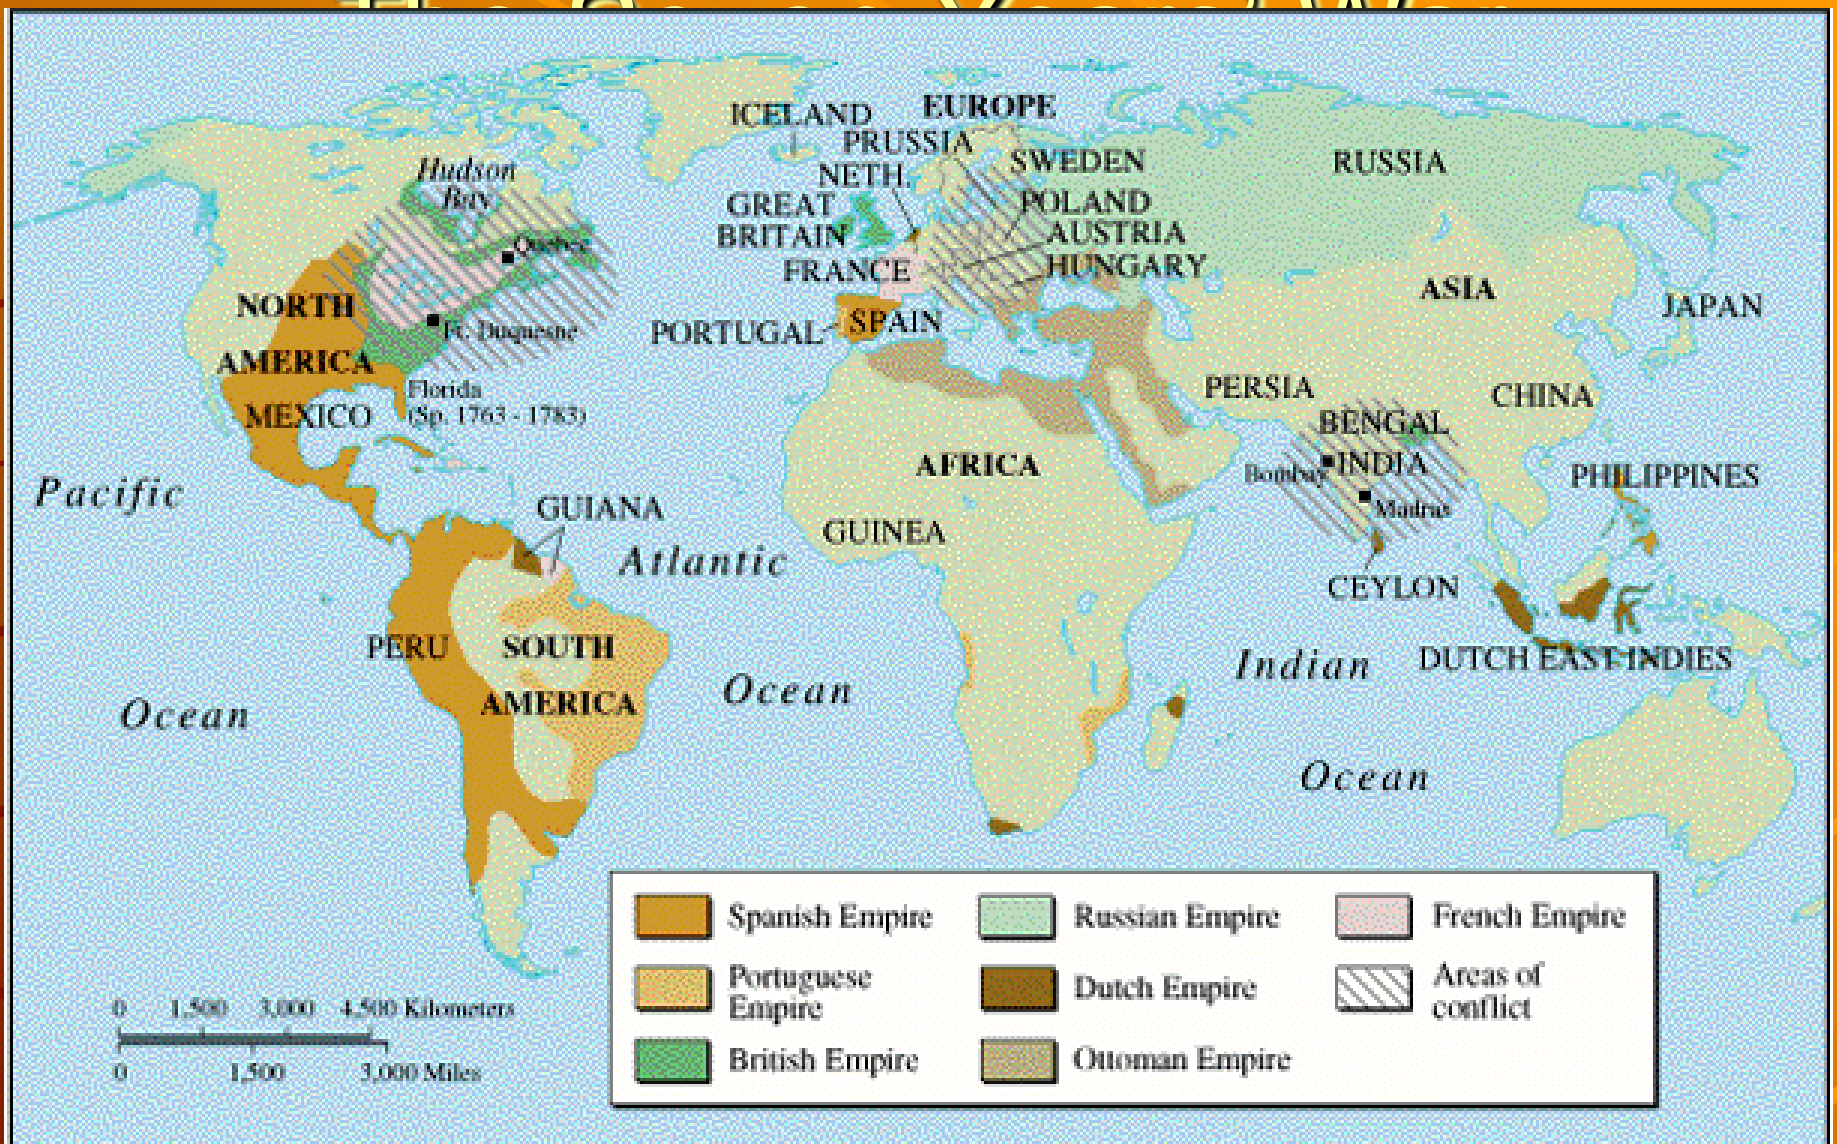 The Seven Years' War
EUROPE
ICELAND
PRUSSIA
SWEDEN
RUSSIA
Hudson
Bay
NETH.
GREAT
BRITAIN
POLAND
AUSTRIA
HUNGARY
Quebec
FRANCE
ASIA
NORTH
AMERICA
JAPAN
SPAIN
PORTUGAL
Ft. Duquesne
Florida
(Sp. 1763 - 1783)
MEXICO
PERSIA
CHINA
BENGAL
AFRICA
Bombay
INDIA
PHILIPPINES
Madras
Pacific
Ocean
GUIANA
GUINEA
Atlantic
Ocean
CEYLON
PERU
SOUTH
AMERICA
Indian
Ocean
DUTCH EAST INDIES
Spanish Empire
Portuguese
Empire
British Empire
Russian Empire
Dutch Empire
Ottoman Empire
French Empire
Areas of
conflict
0 1,500 3,000 4,500 Kilometers
0 1,500 3,000 Miles